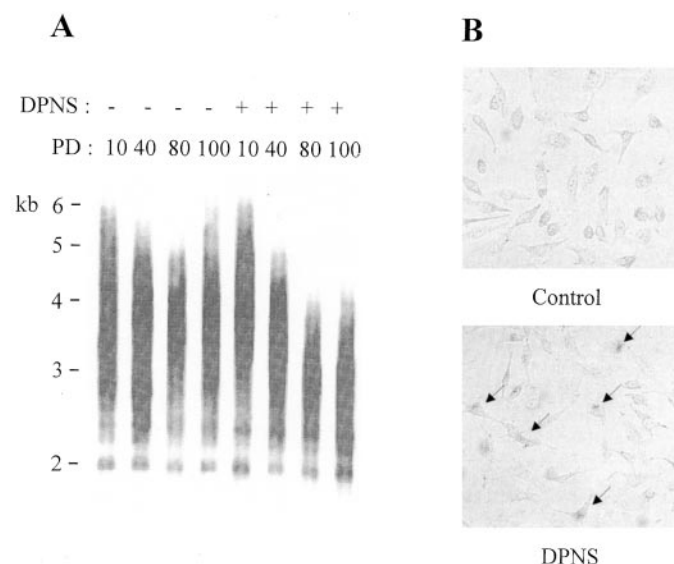 A
DPNS : - - - - + + + +
PD : 10 40 80 100 10 40 80 100
kb 6 -
5 -
4 -
3 -
2 -
B
Control
DPNS